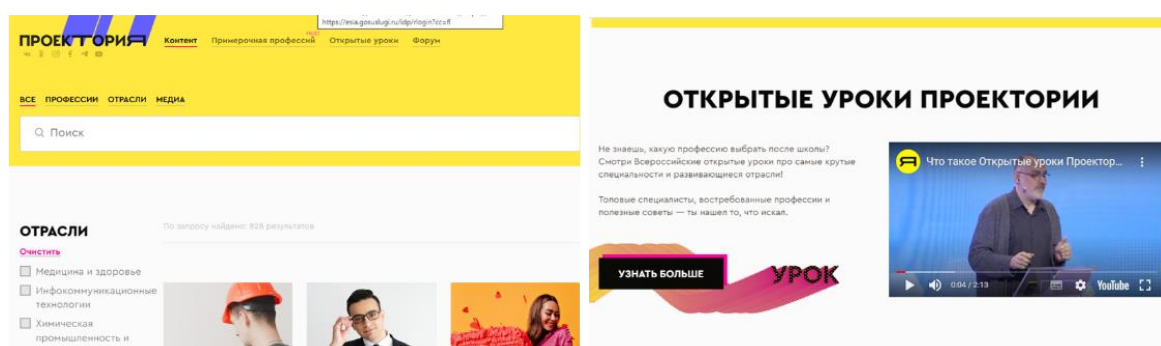 https://esia.gosuslugi.ru/idp/rlogin?cc=fl
ПРОЕКТОРИЯ
Контент Примерочная профессий Открытые уроки Форум
ВСЕ ПРОФЕССИИ ОТРАСЛИ МЕДИА
Поиск
ОТРАСЛИ
По запросу найдено: 828 результатов
Очистить
Медицина и здоровье
Инфокоммуникационные
технологии
Химическая
промышленность и
ОТКРЫТЫЕ УРОКИ ПРОЕКТОРИИ
Не знаешь, какую профессию выбрать после школы?
Смотри Всероссийские открытые уроки про самые крутые
специальности и развивающиеся отрасли!
Топовые специалисты, востребованные профессии и
полезные советы — ты нашел то, что искал.
УЗНАТЬ БОЛЬШЕ
УРОК
Я Что такое Открытые уроки Проектор...
0:04 / 2:13
YouTube